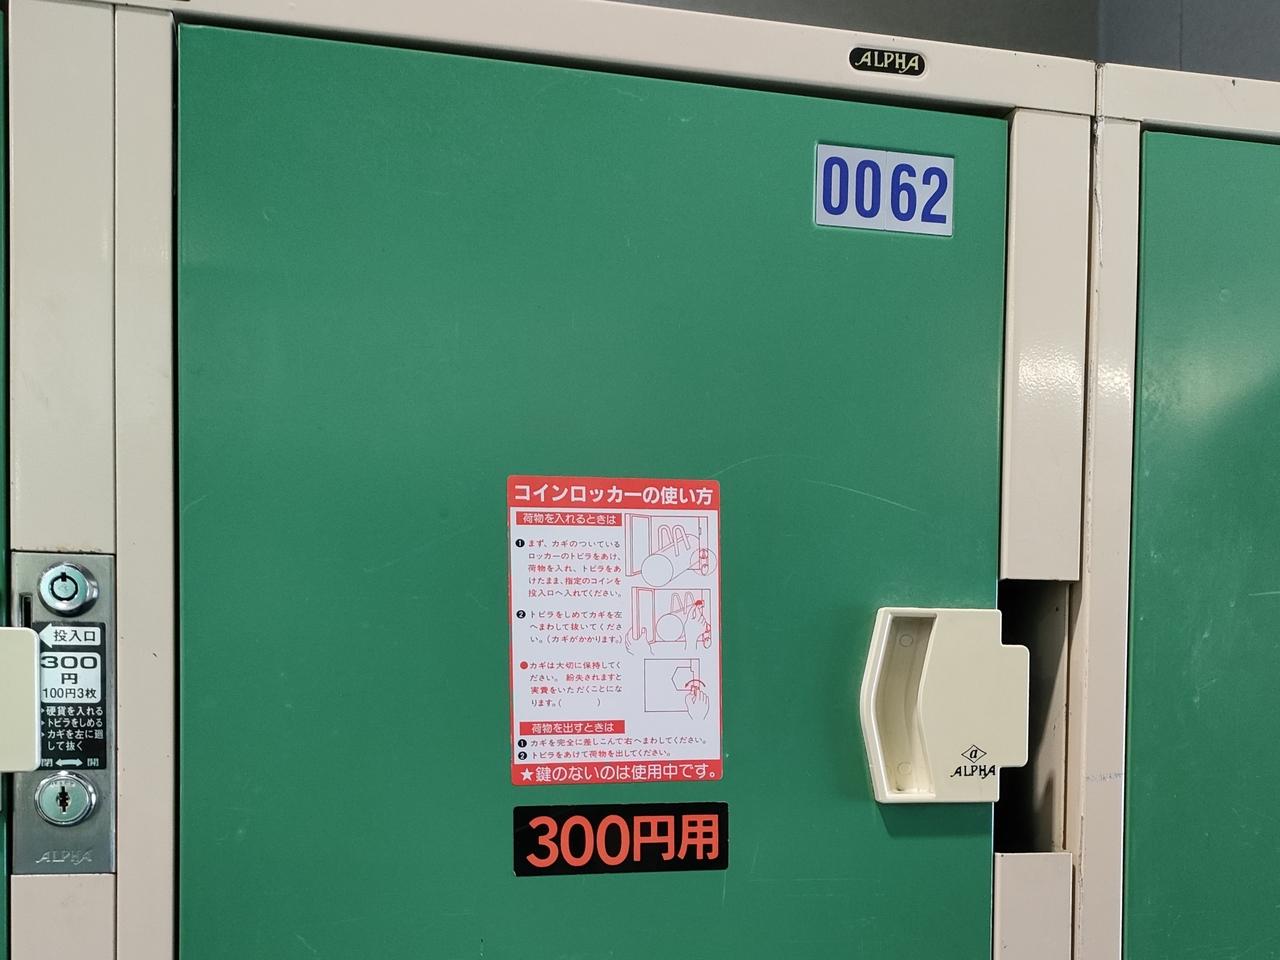 ALPHA
0062
コインロッカーの使い方
荷物を入れるときは
❶ まず、カギのついている
ロッカーのトビラをあけ、
荷物を入れ、トビラをあ
けたまま、指定のコインを
投入口へ入れてください。
❷ トビラをしめてカギを左
へまわして抜いてくださ
い。(カギがかかります。)
●カギは大切に保持してく
ださい。紛失されますと
実費をいただくことにな
ります。( )
荷物を出すときは
❶ カギを完全に差しこんで右へまわしてください。
❷ トビラをあけて荷物を出してください。
★鍵のないのは使用中です。
300円用
α
ALPHA
投入口
300
円
100円3枚
硬貨を入れる
トビラをしめる
カギを左に廻
して抜く
閉 ⟷ 開
ALPHA